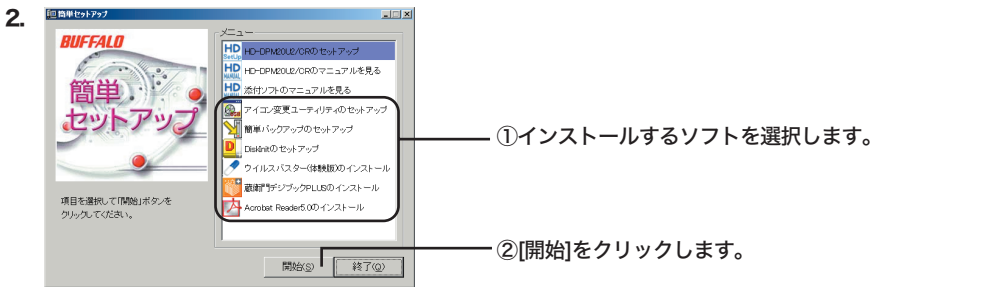 2.
簡単セットアップ
BUFFALO
簡単
セットアップ
項目を選択して「開始」ボタンを
クリックしてください。
メニュー
HD SetUp HD-DPM20U2/CRのセットアップ
HD MANUAL HD-DPM20U2/CRのマニュアルを見る
HD MANUAL 添付ソフトのマニュアルを見る
アイコン変更ユーティリティのセットアップ
簡単バックアップのセットアップ
DiskInitのセットアップ
ウイルスバスター(体験版)のインストール
蔵衛門デジブックPLUSのインストール
Acrobat Reader5.0のインストール
開始(S)
終了(Q)
①インストールするソフトを選択します。
②[開始]をクリックします。